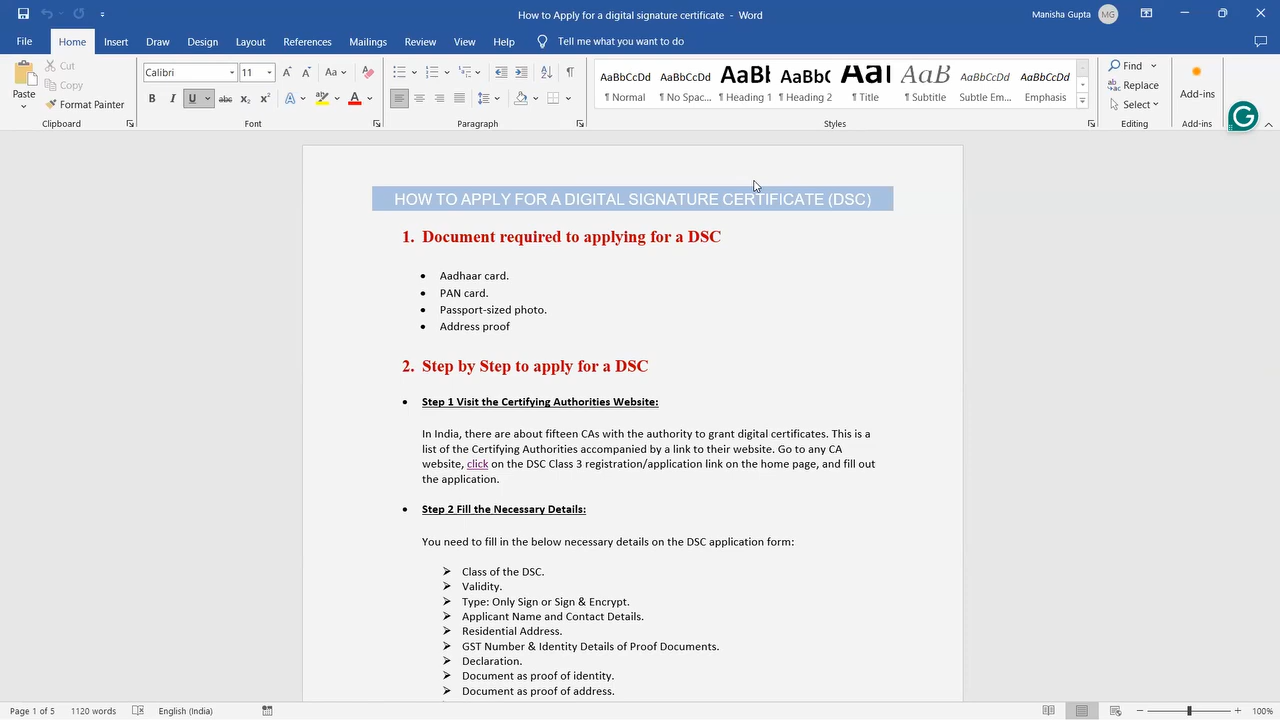 How to Apply for a digital signature certificate - Word
Manisha Gupta MG
File Home Insert Draw Design Layout References Mailings Review View Help Tell me what you want to do
Paste
Cut
Copy
Format Painter
Clipboard
Calibri 11
Font
Paragraph
AaBbCcDd AaBbCcDd AaBb AaBbC AaB AaB AaBbCcDd AaBbCcDd
¶ Normal ¶ No Spac... ¶ Heading 1 ¶ Heading 2 ¶ Title ¶ Subtitle Subtle Em... Emphasis
Styles
Find
Replace
Select
Editing
Add-ins
Add-ins
HOW TO APPLY FOR A DIGITAL SIGNATURE CERTIFICATE (DSC)
1. Document required to applying for a DSC
• Aadhaar card.
• PAN card.
• Passport-sized photo.
• Address proof
2. Step by Step to apply for a DSC
• Step 1 Visit the Certifying Authorities Website:
In India, there are about fifteen CAs with the authority to grant digital certificates. This is a
list of the Certifying Authorities accompanied by a link to their website. Go to any CA
website, click on the DSC Class 3 registration/application link on the home page, and fill out
the application.
• Step 2 Fill the Necessary Details:
You need to fill in the below necessary details on the DSC application form:
➢ Class of the DSC.
➢ Validity.
➢ Type: Only Sign or Sign & Encrypt.
➢ Applicant Name and Contact Details.
➢ Residential Address.
➢ GST Number & Identity Details of Proof Documents.
➢ Declaration.
➢ Document as proof of identity.
➢ Document as proof of address.
Page 1 of 5 1120 words English (India) 100%